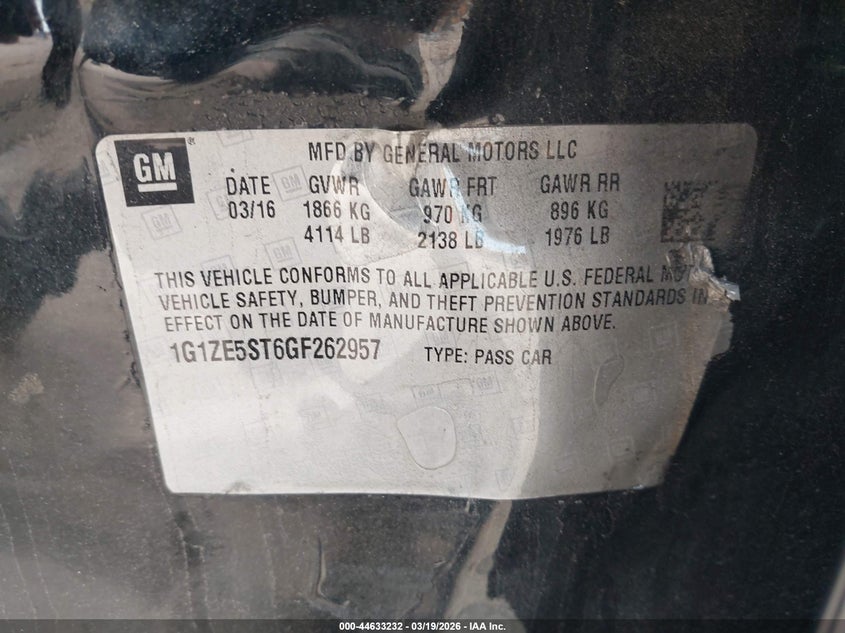 GM
MFD BY GENERAL MOTORS LLC
DATE GVWR GAWR FRT GAWR RR
03/16 1866 KG 970 KG 896 KG
4114 LB 2138 LB 1976 LB
THIS VEHICLE CONFORMS TO ALL APPLICABLE U.S. FEDERAL MOTOR
VEHICLE SAFETY, BUMPER, AND THEFT PREVENTION STANDARDS IN
EFFECT ON THE DATE OF MANUFACTURE SHOWN ABOVE.
1G1ZE5ST6GF262957 TYPE: PASS CAR
000-44633232 - 03/19/2026 - IAA Inc.